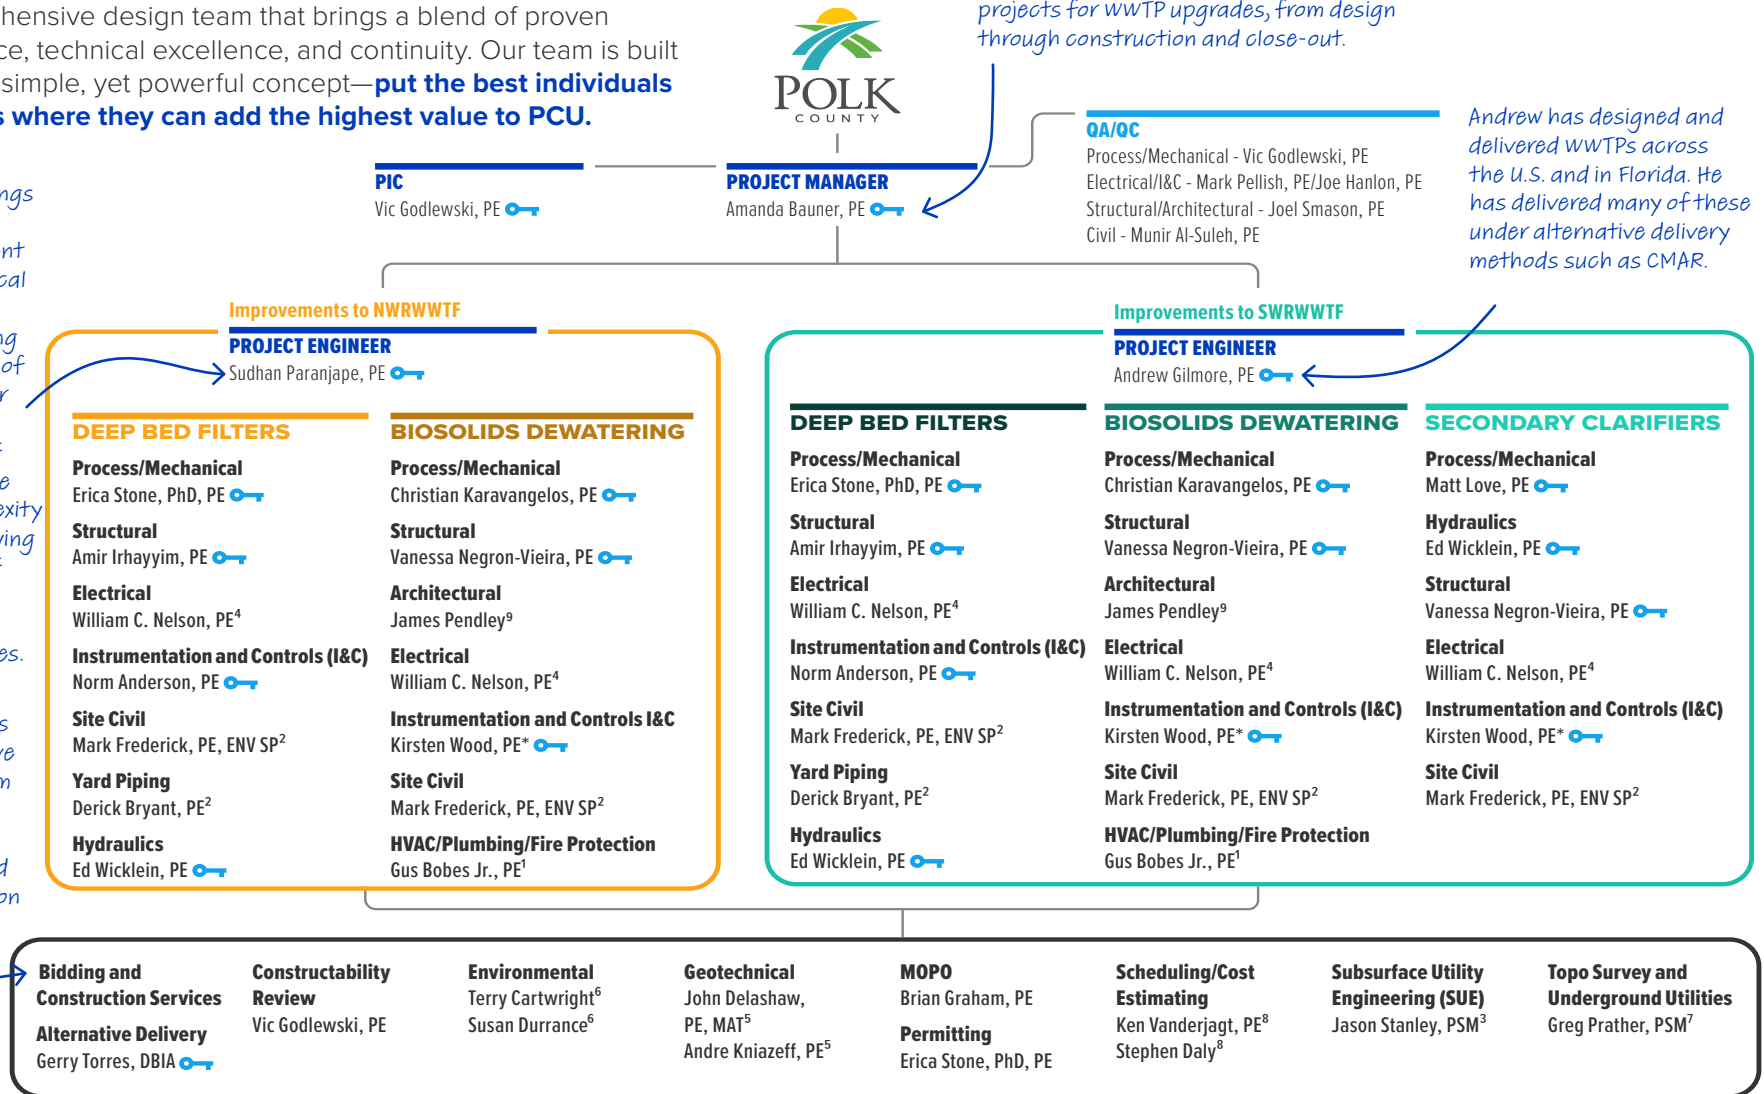 hensive design team that brings a blend of proven
ce, technical excellence, and continuity. Our team is built
simple, yet powerful concept—put the best individuals
s where they can add the highest value to PCU.
POLK
COUNTY
projects for WWTP upgrades, from design
through construction and close-out.
PIC
Vic Godlewski, PE
PROJECT MANAGER
Amanda Bauner, PE
QA/QC
Process/Mechanical - Vic Godlewski, PE
Electrical/I&C - Mark Pellish, PE/Joe Hanlon, PE
Structural/Architectural - Joel Smason, PE
Civil - Munir Al-Suleh, PE
Andrew has designed and
delivered WWTPs across
the U.S. and in Florida. He
has delivered many of these
under alternative delivery
methods such as CMAR.
ngs
nt
cal
ng
of
r
e
exity
ving
es.
s
ve
m
d
on
Improvements to NWRWWTF
PROJECT ENGINEER
Sudhan Paranjape, PE
DEEP BED FILTERS
Process/Mechanical
Erica Stone, PhD, PE
Structural
Amir Irhayyim, PE
Electrical
William C. Nelson, PE⁴
Instrumentation and Controls (I&C)
Norm Anderson, PE
Site Civil
Mark Frederick, PE, ENV SP²
Yard Piping
Derick Bryant, PE²
Hydraulics
Ed Wicklein, PE
BIOSOLIDS DEWATERING
Process/Mechanical
Christian Karavangelos, PE
Structural
Vanessa Negron-Vieira, PE
Architectural
James Pendley⁹
Electrical
William C. Nelson, PE⁴
Instrumentation and Controls I&C
Kirsten Wood, PE*
Site Civil
Mark Frederick, PE, ENV SP²
HVAC/Plumbing/Fire Protection
Gus Bobes Jr., PE¹
Improvements to SWRWWTF
PROJECT ENGINEER
Andrew Gilmore, PE
DEEP BED FILTERS
Process/Mechanical
Erica Stone, PhD, PE
Structural
Amir Irhayyim, PE
Electrical
William C. Nelson, PE⁴
Instrumentation and Controls (I&C)
Norm Anderson, PE
Site Civil
Mark Frederick, PE, ENV SP²
Yard Piping
Derick Bryant, PE²
Hydraulics
Ed Wicklein, PE
BIOSOLIDS DEWATERING
Process/Mechanical
Christian Karavangelos, PE
Structural
Vanessa Negron-Vieira, PE
Architectural
James Pendley⁹
Electrical
William C. Nelson, PE⁴
Instrumentation and Controls (I&C)
Kirsten Wood, PE*
Site Civil
Mark Frederick, PE, ENV SP²
HVAC/Plumbing/Fire Protection
Gus Bobes Jr., PE¹
SECONDARY CLARIFIERS
Process/Mechanical
Matt Love, PE
Hydraulics
Ed Wicklein, PE
Structural
Vanessa Negron-Vieira, PE
Electrical
William C. Nelson, PE⁴
Instrumentation and Controls (I&C)
Kirsten Wood, PE*
Site Civil
Mark Frederick, PE, ENV SP²
Bidding and
Construction Services
Alternative Delivery
Gerry Torres, DBIA
Constructability
Review
Vic Godlewski, PE
Environmental
Terry Cartwright⁶
Susan Durrance⁶
Geotechnical
John Delashaw,
PE, MAT⁵
Andre Kniazeff, PE⁵
MOPO
Brian Graham, PE
Permitting
Erica Stone, PhD, PE
Scheduling/Cost
Estimating
Ken Vanderjagt, PE⁸
Stephen Daly⁸
Subsurface Utility
Engineering (SUE)
Jason Stanley, PSM³
Topo Survey and
Underground Utilities
Greg Prather, PSM⁷